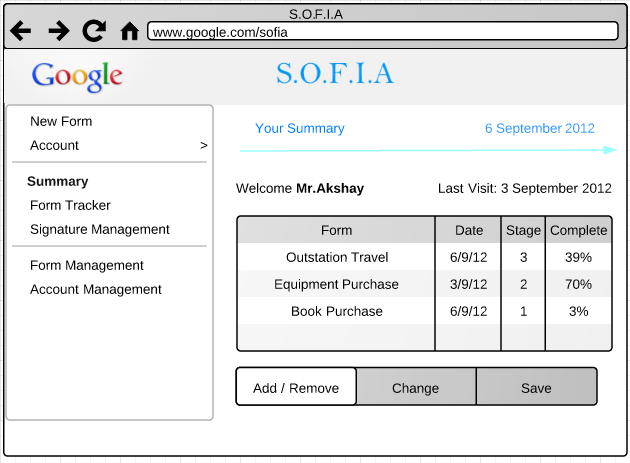 S.O.F.I.A
www.google.com/sofia
Google
S.O.F.I.A
New Form
Account >
Summary
Form Tracker
Signature Management
Form Management
Account Management
Your Summary 6 September 2012
Welcome Mr.Akshay Last Visit: 3 September 2012
Form Date Stage Complete
Outstation Travel 6/9/12 3 39%
Equipment Purchase 3/9/12 2 70%
Book Purchase 6/9/12 1 3%
Add / Remove Change Save